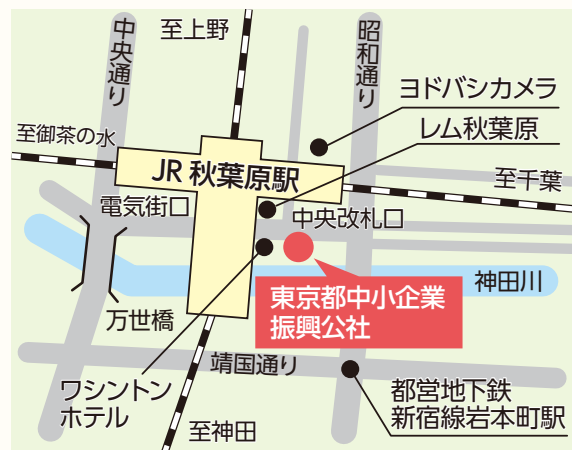 中央通り
至上野
昭和通り
ヨドバシカメラ
レム秋葉原
至御茶の水
JR 秋葉原駅
至千葉
電気街口
中央改札口
神田川
東京都中小企業
振興公社
万世橋
靖国通り
ワシントン
ホテル
都営地下鉄
新宿線岩本町駅
至神田